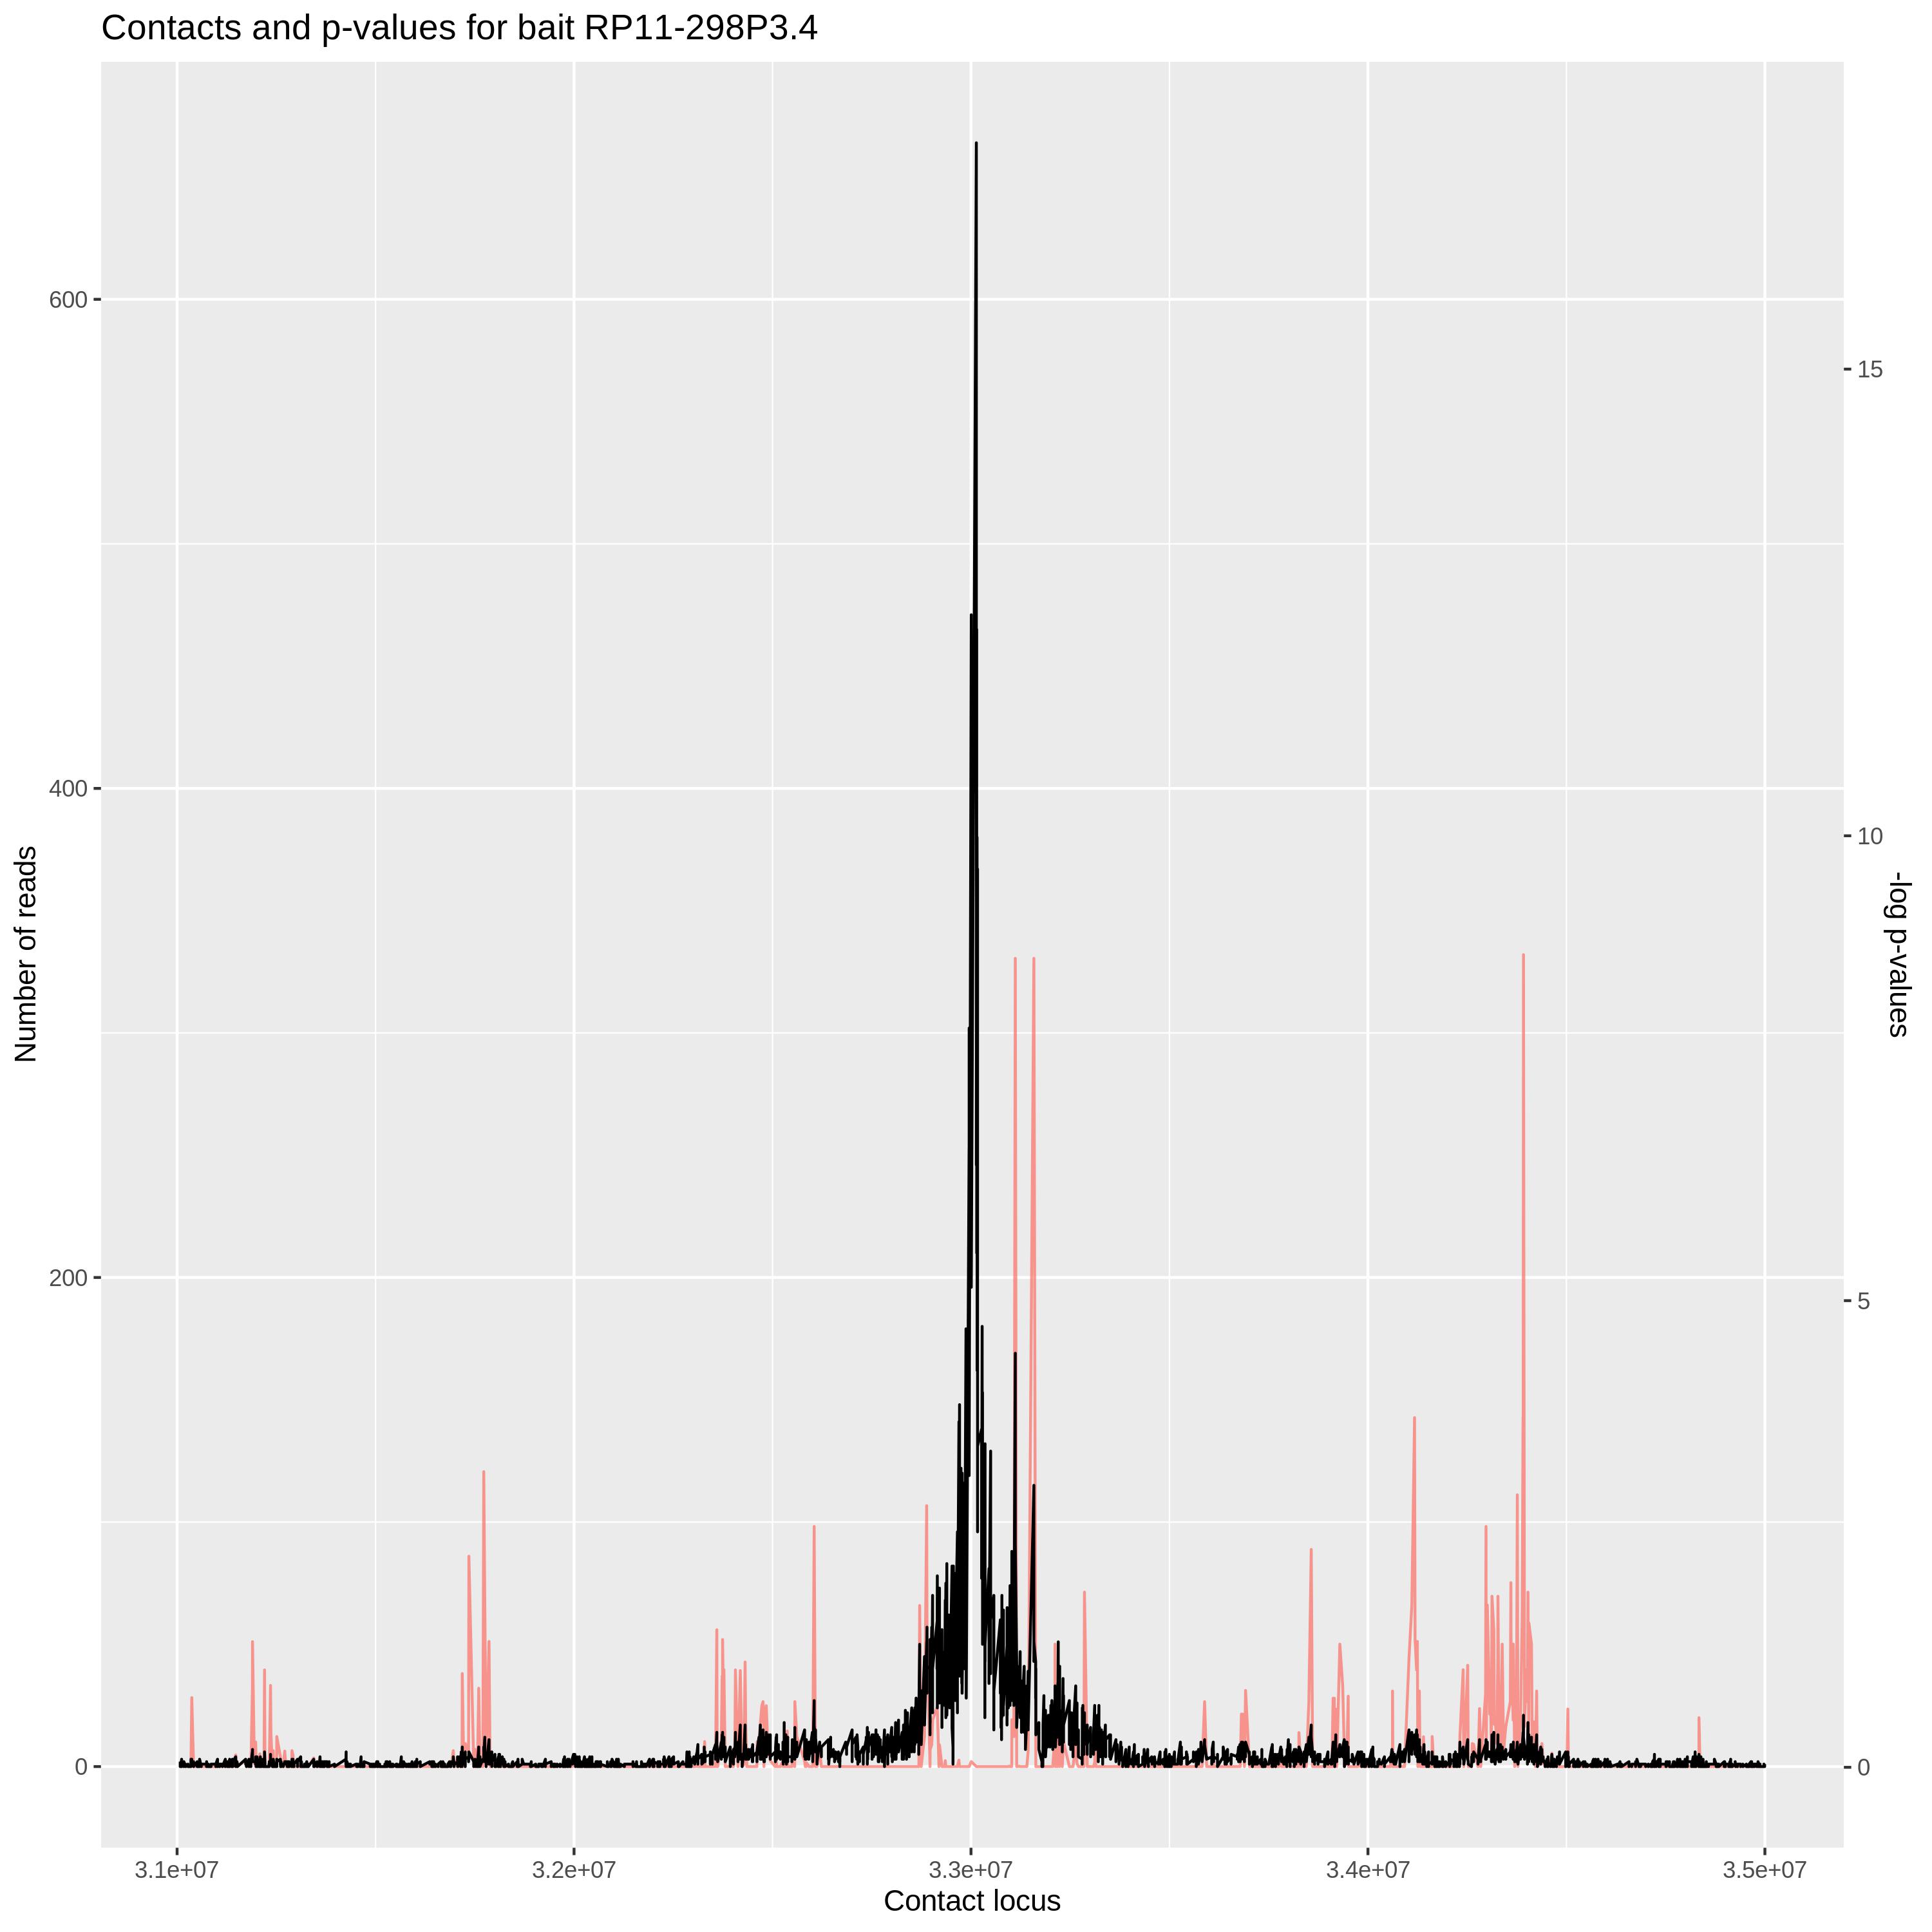 Contacts and p-values for bait RP11-298P3.4
600
400
200
0
Number of reads
15
10
5
0
-log p-values
3.1e+07 3.2e+07 3.3e+07 3.4e+07 3.5e+07
Contact locus